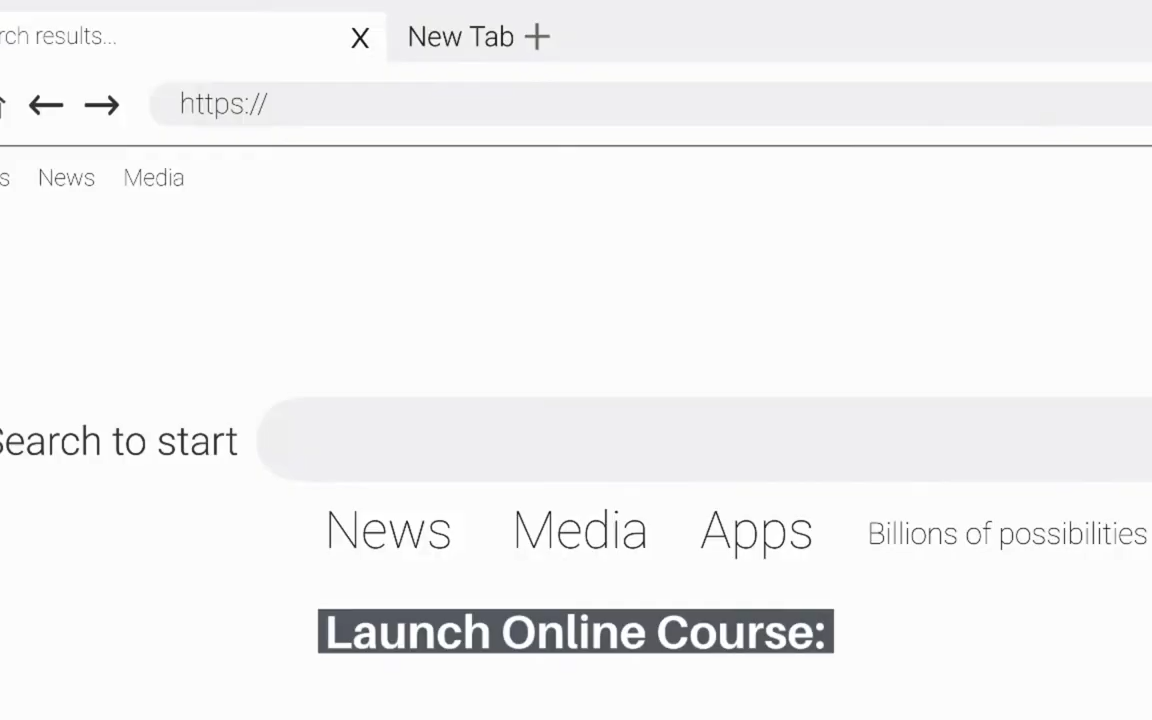 rch results... X New Tab +
https://
s News Media
Search to start
News Media Apps Billions of possibilities
Launch Online Course: